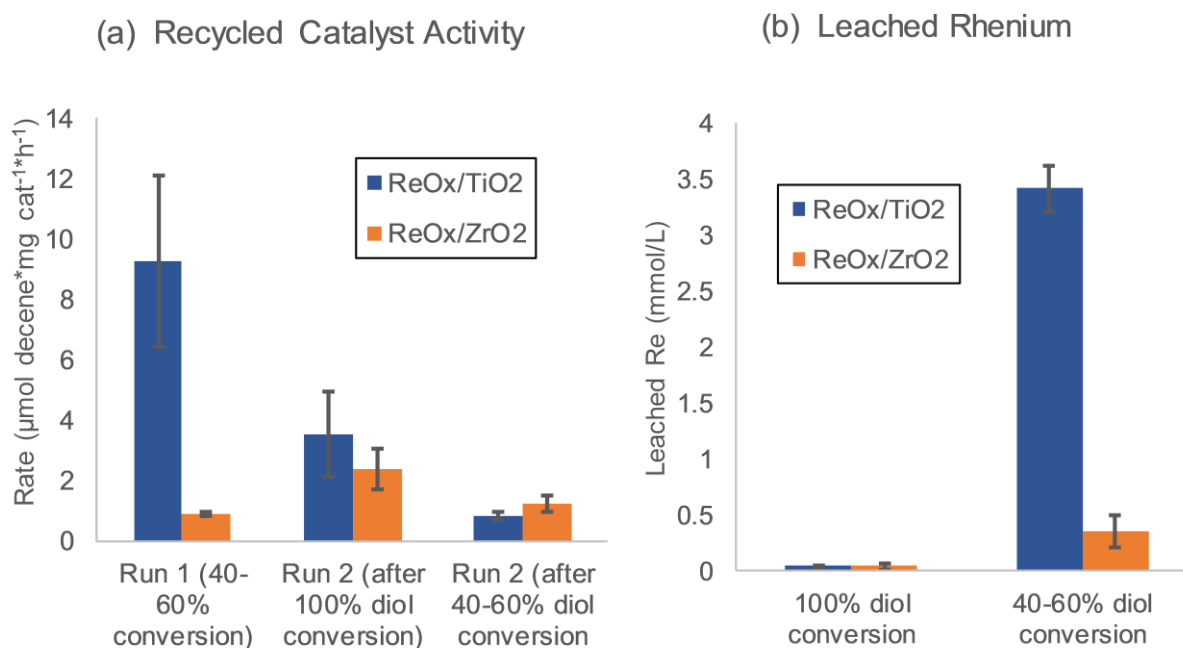 (a) Recycled Catalyst Activity
Rate (μmol decene*mg cat⁻¹*h⁻¹)
14
12
10
8
6
4
2
0
ReOx/TiO2
ReOx/ZrO2
Run 1 (40-
60%
conversion)
Run 2 (after
100% diol
conversion)
Run 2 (after
40-60% diol
conversion
(b) Leached Rhenium
Leached Re (mmol/L)
4
3.5
3
2.5
2
1.5
1
0.5
0
ReOx/TiO2
ReOx/ZrO2
100% diol
conversion
40-60% diol
conversion